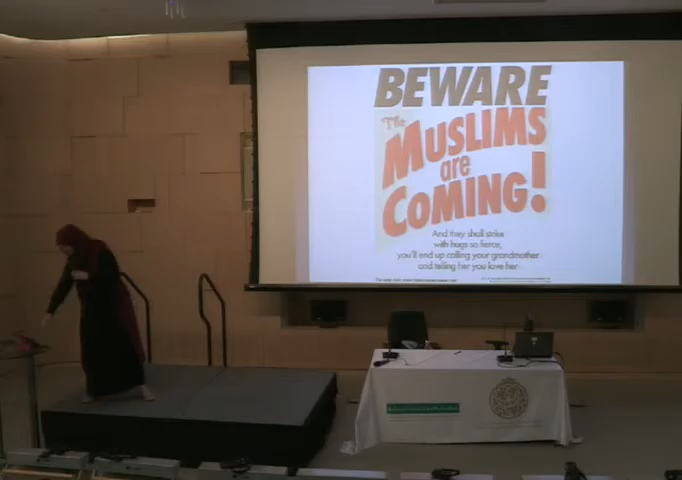 BEWARE
The
MUSLIMS
are
COMING!
And they shall strike
with hugs so fierce,
you'll end up calling your grandmother
and telling her you love her